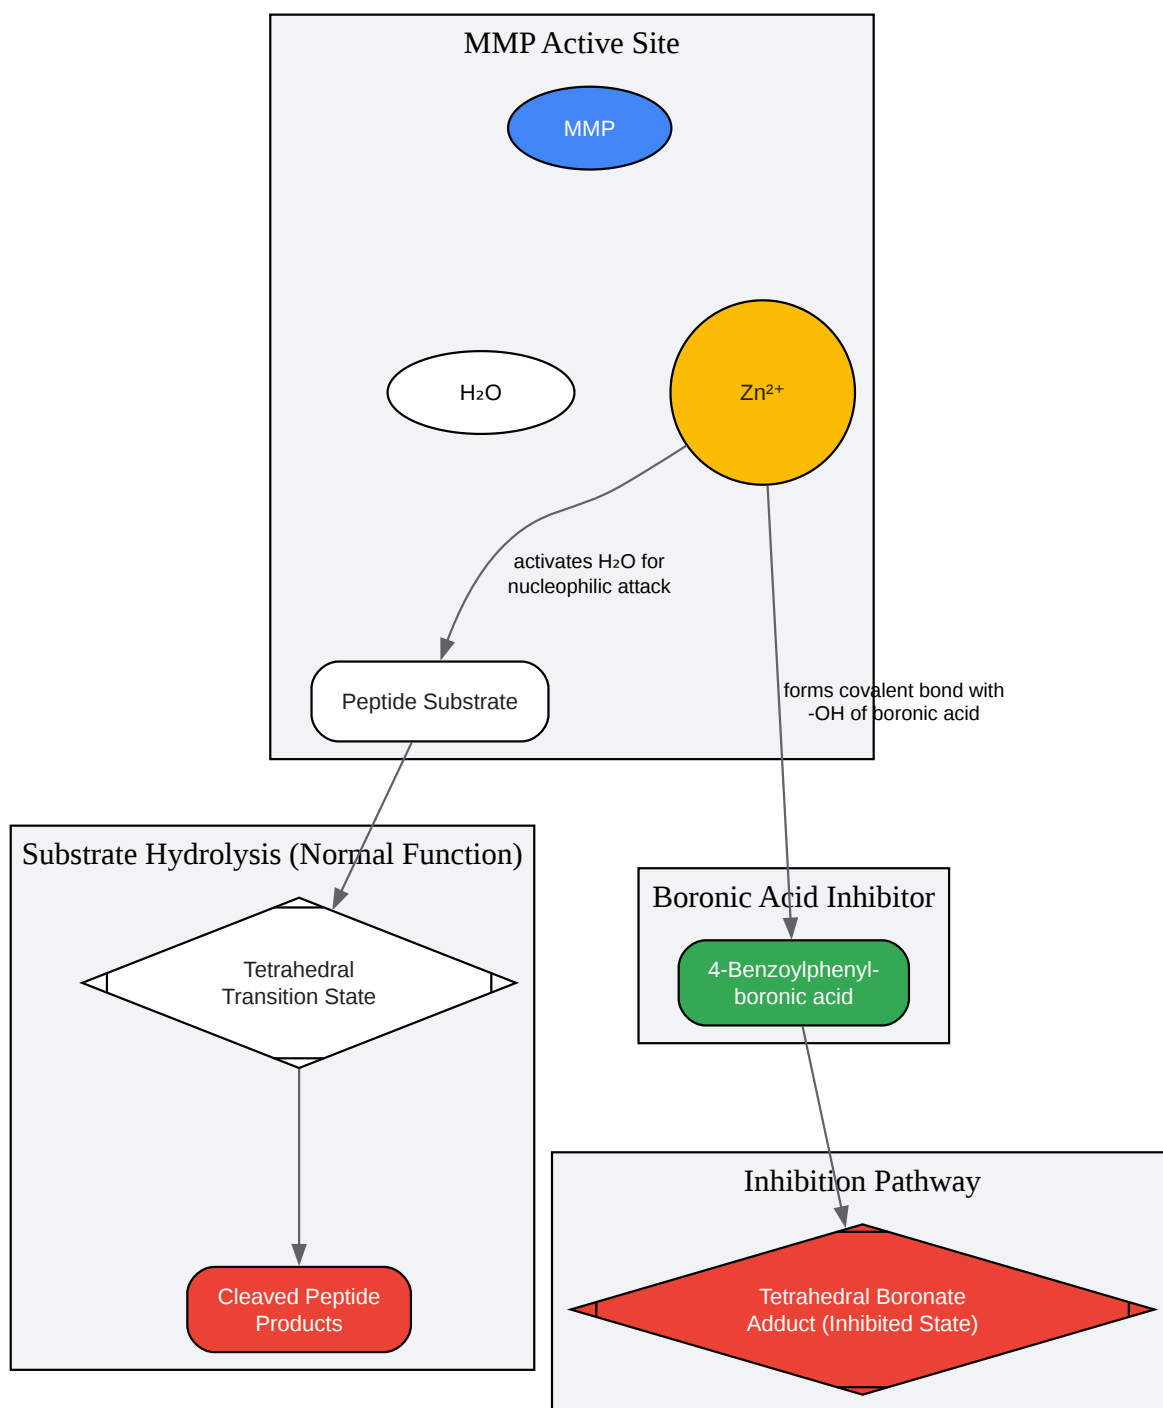 MMP Active Site
MMP
H₂O
Zn²⁺
activates H₂O for
nucleophilic attack
Peptide Substrate
forms covalent bond with
-OH of boronic acid
Substrate Hydrolysis (Normal Function)
Tetrahedral
Transition State
Cleaved Peptide
Products
Boronic Acid Inhibitor
4-Benzoylphenyl-
boronic acid
Inhibition Pathway
Tetrahedral Boronate
Adduct (Inhibited State)